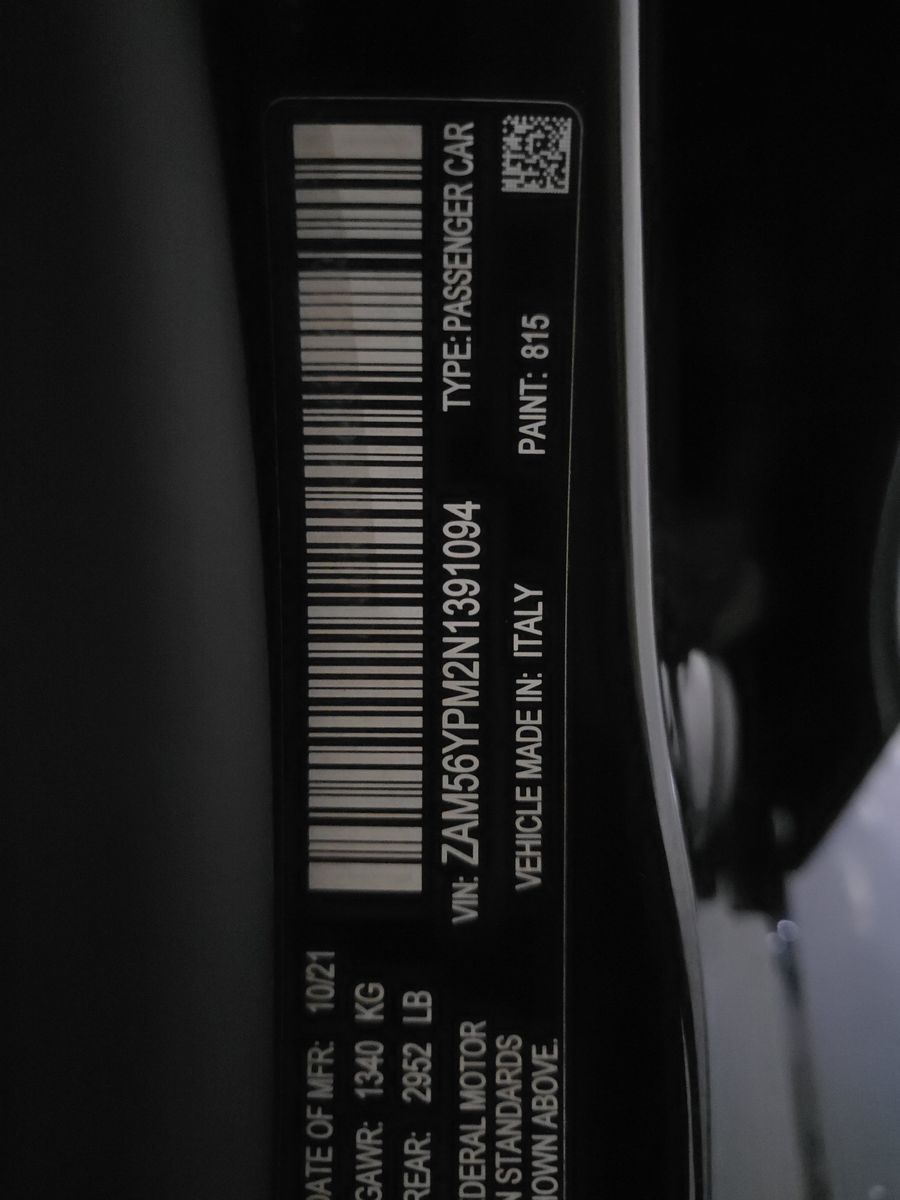 DATE OF MFR: 10/21
GAWR: 1340 KG
REAR: 2952 LB
DERAL MOTOR
N STANDARDS
HOWN ABOVE.
VIN: ZAM56YPM2N1391094 TYPE: PASSENGER CAR
VEHICLE MADE IN: ITALY PAINT: 815